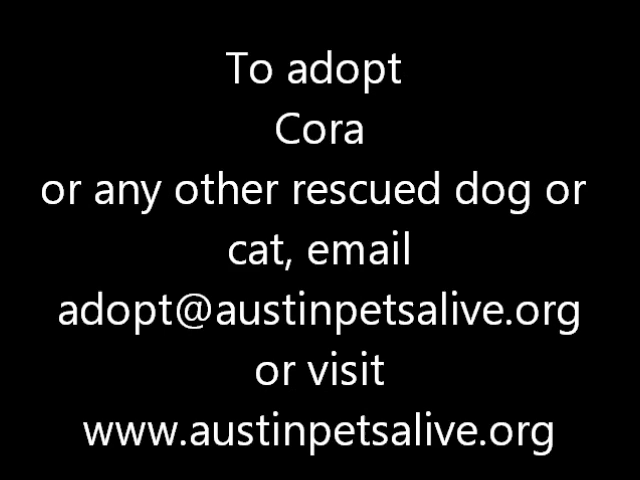 To adopt
Cora
or any other rescued dog or
cat, email
adopt@austinpetsalive.org
or visit
www.austinpetsalive.org